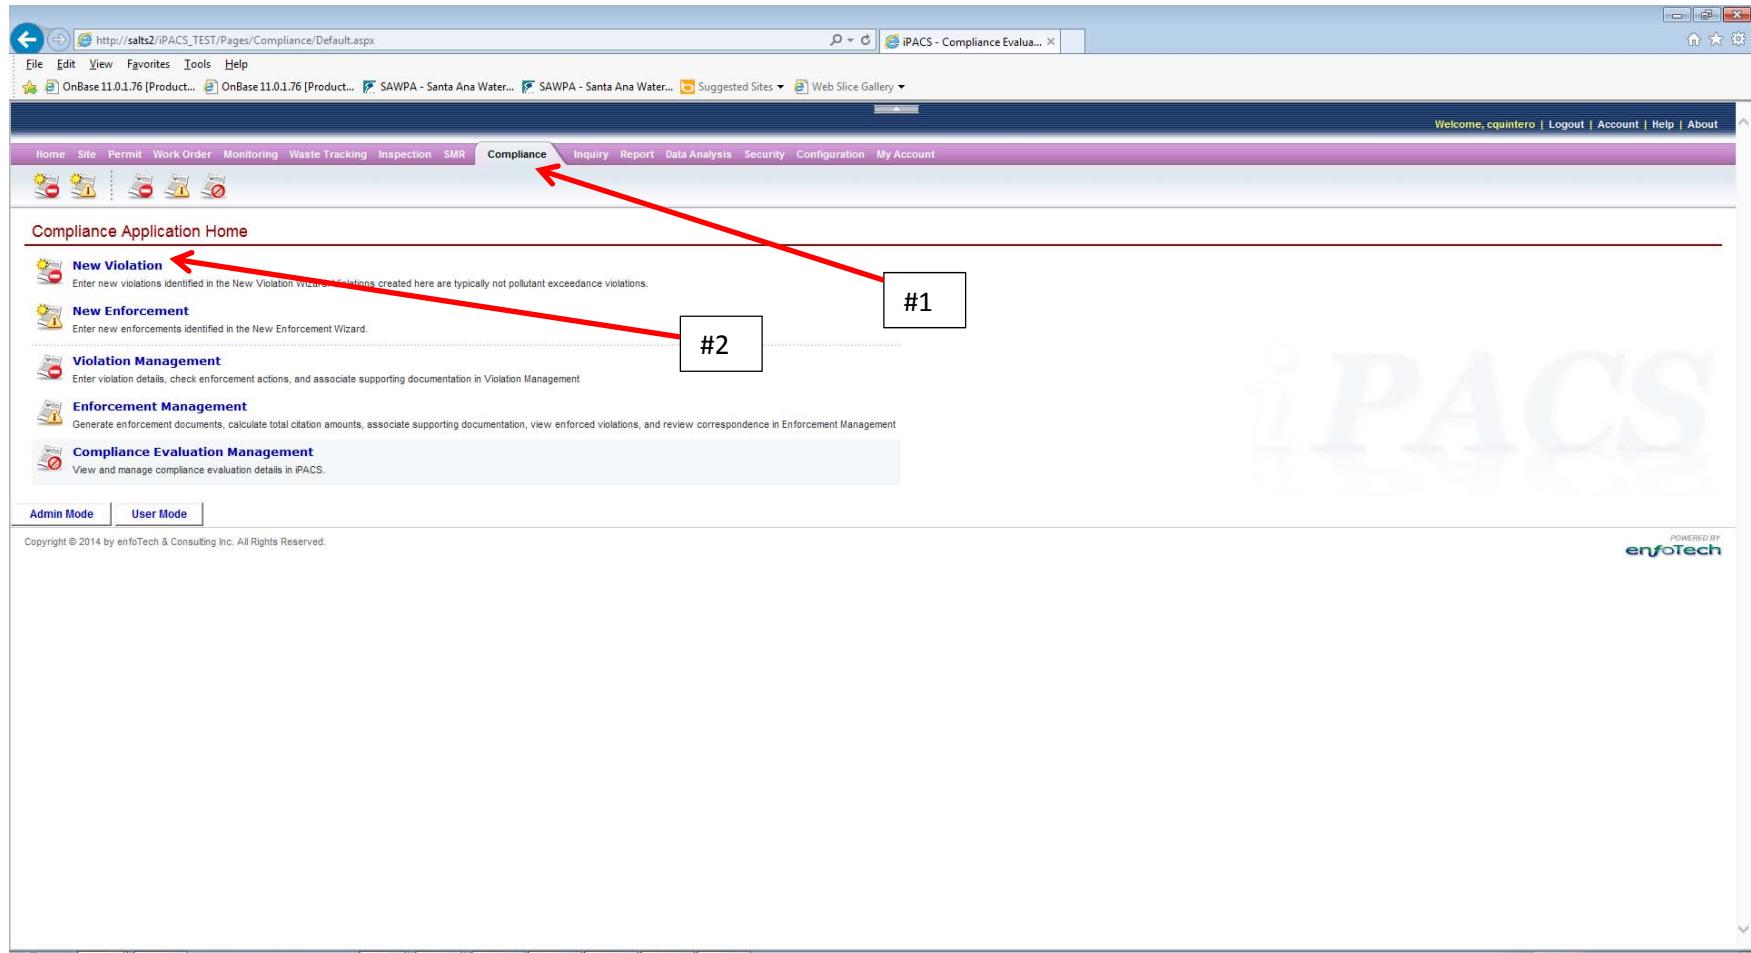 http://salts2/iPACS_TEST/Pages/Compliance/Default.aspx
iPACS - Compliance Evalua...
File Edit View Favorites Tools Help
OnBase 11.0.1.76 [Product... OnBase 11.0.1.76 [Product... SAWPA - Santa Ana Water... SAWPA - Santa Ana Water... Suggested Sites Web Slice Gallery
Welcome, cquintero | Logout | Account | Help | About
Home Site Permit Work Order Monitoring Waste Tracking Inspection SMR Compliance Inquiry Report Data Analysis Security Configuration My Account
Compliance Application Home
New Violation
Enter new violations identified in the New Violation Wizard. Violations created here are typically not pollutant exceedance violations.
#1
New Enforcement
Enter new enforcements identified in the New Enforcement Wizard.
#2
Violation Management
Enter violation details, check enforcement actions, and associate supporting documentation in Violation Management
Enforcement Management
Generate enforcement documents, calculate total citation amounts, associate supporting documentation, view enforced violations, and review correspondence in Enforcement Management
Compliance Evaluation Management
View and manage compliance evaluation details in iPACS.
iPACS
Admin Mode User Mode
Copyright © 2014 by enfoTech & Consulting Inc. All Rights Reserved.
POWERED BY
enfoTech